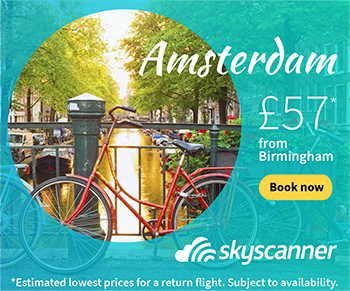 Amsterdam
£57*
from
Birmingham
Book now
skyscanner
*Estimated lowest prices for a return flight. Subject to availability.